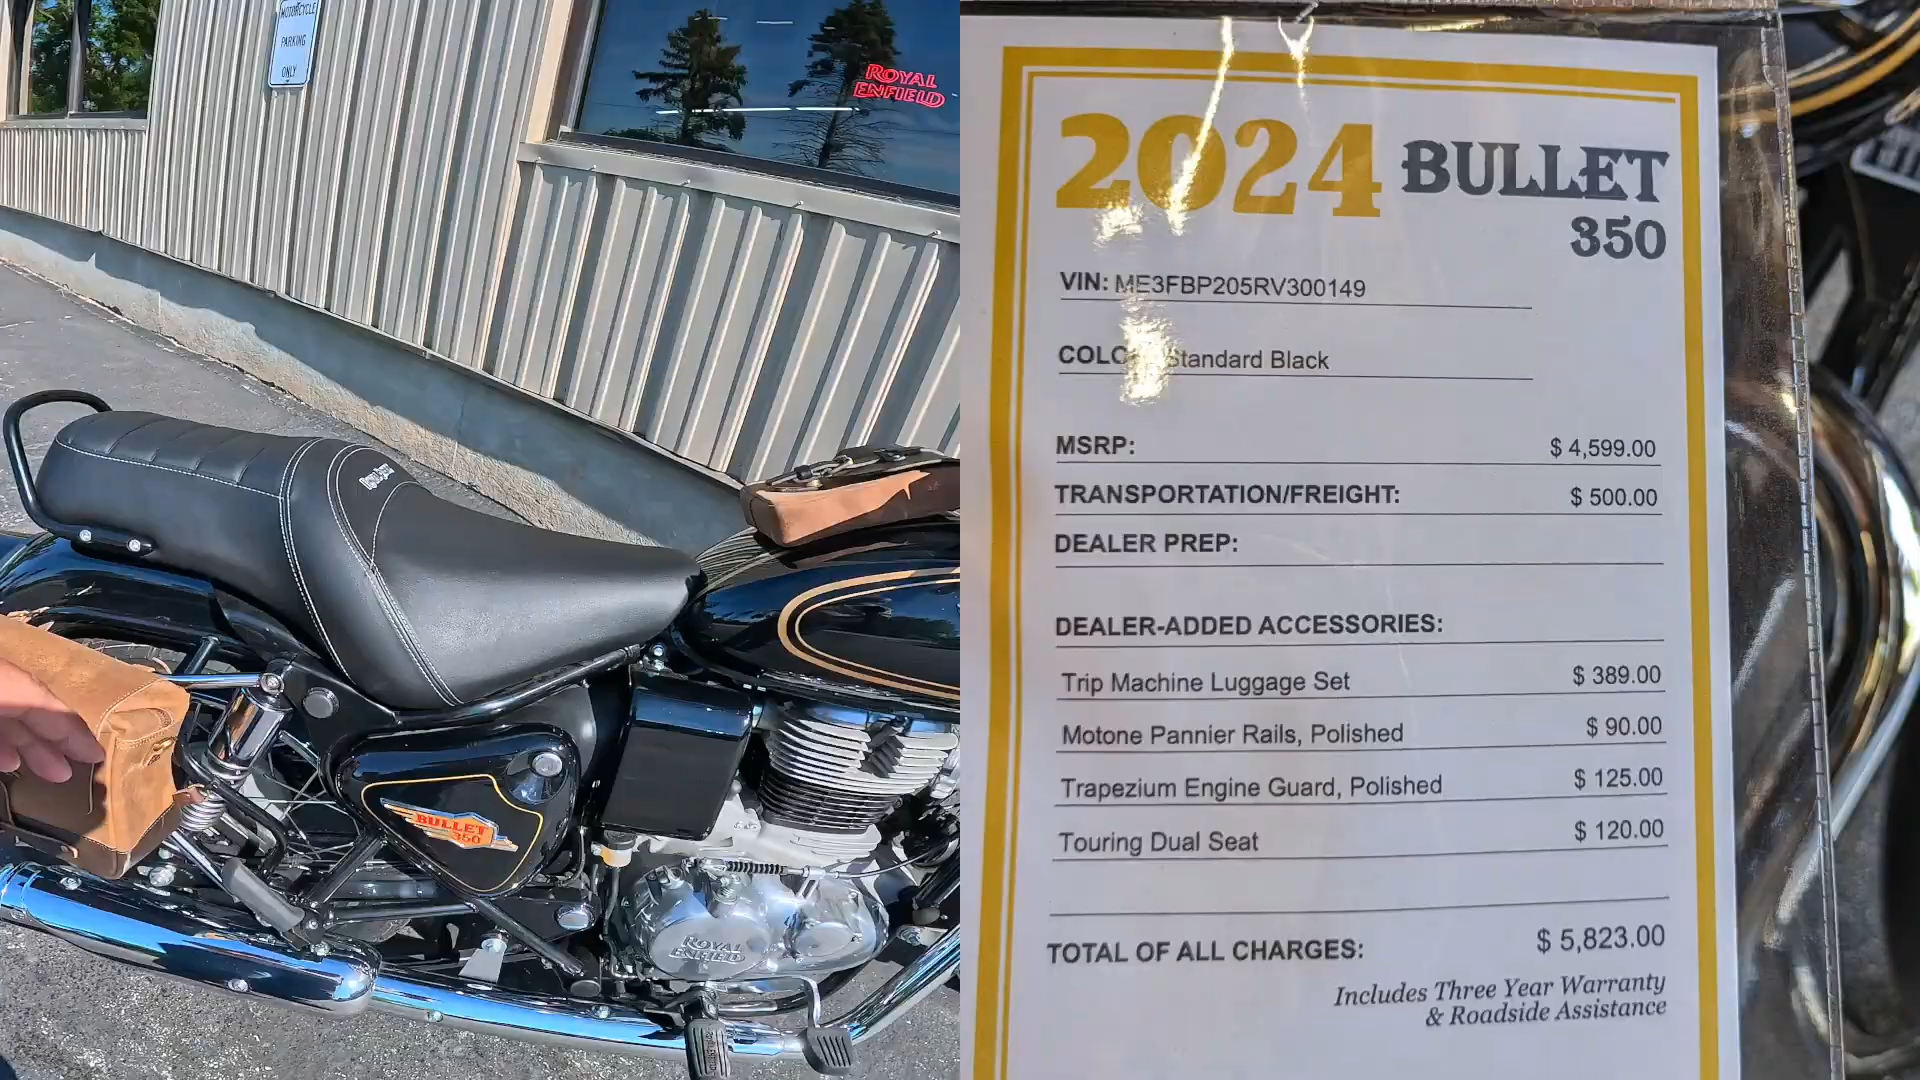 MOTORCYCLE
PARKING
ONLY
ROYAL
ENFIELD
ROYAL ENFIELD
BULLET
350
ROYAL
ENFIELD
2024 BULLET
350
VIN: ME3FBP205RV300149
COLO Standard Black
MSRP: $ 4,599.00
TRANSPORTATION/FREIGHT: $ 500.00
DEALER PREP:
DEALER-ADDED ACCESSORIES:
Trip Machine Luggage Set $ 389.00
Motone Pannier Rails, Polished $ 90.00
Trapezium Engine Guard, Polished $ 125.00
Touring Dual Seat $ 120.00
TOTAL OF ALL CHARGES: $ 5,823.00
Includes Three Year Warranty
& Roadside Assistance